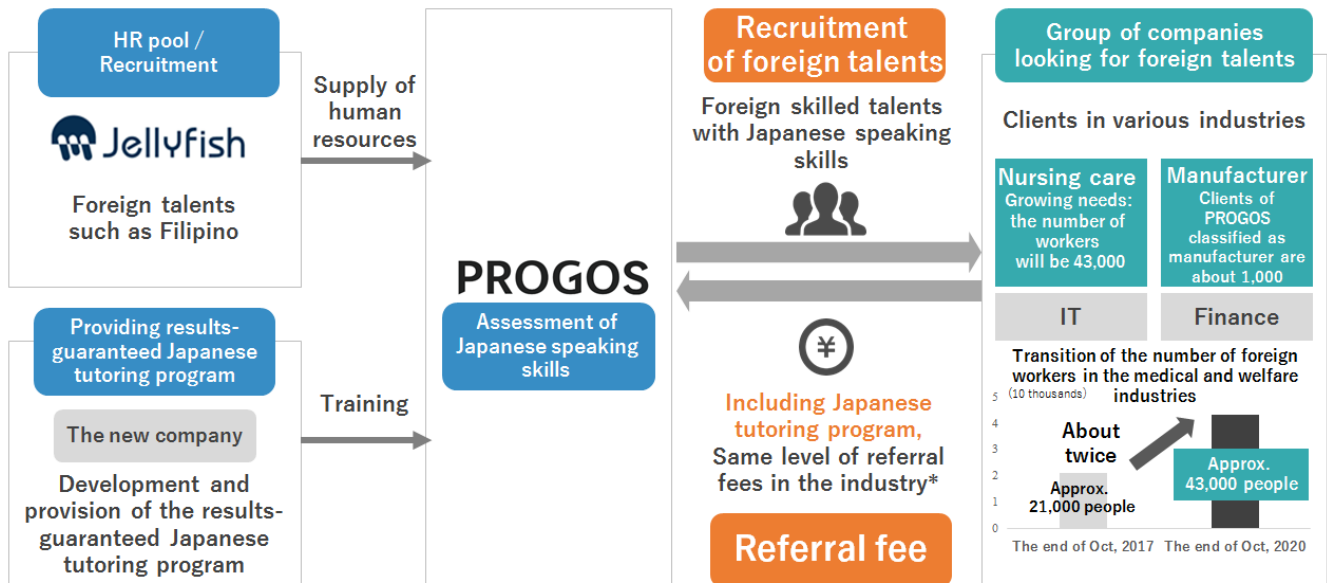 HR pool /
Recruitment
Jellyfish
Foreign talents
such as Filipino
Supply of
human
resources
Providing results-
guaranteed Japanese
tutoring program
The new company
Development and
provision of the results-
guaranteed Japanese
tutoring program
Training
PROGOS
Assessment of
Japanese speaking
skills
Recruitment
of foreign talents
Foreign skilled talents
with Japanese speaking
skills
¥
Including Japanese
tutoring program,
Same level of referral
fees in the industry*
Referral fee
Group of companies
looking for foreign talents
Clients in various industries
Nursing care
Growing needs:
the number of
workers
will be 43,000
Manufacturer
Clients of
PROGOS
classified as
manufacturer are
about 1,000
IT
Finance
Transition of the number of foreign
workers in the medical and welfare
industries
(10 thousands)
5
4
3
2
1
0
About
twice
Approx.
21,000 people
Approx.
43,000 people
The end of Oct, 2017
The end of Oct, 2020